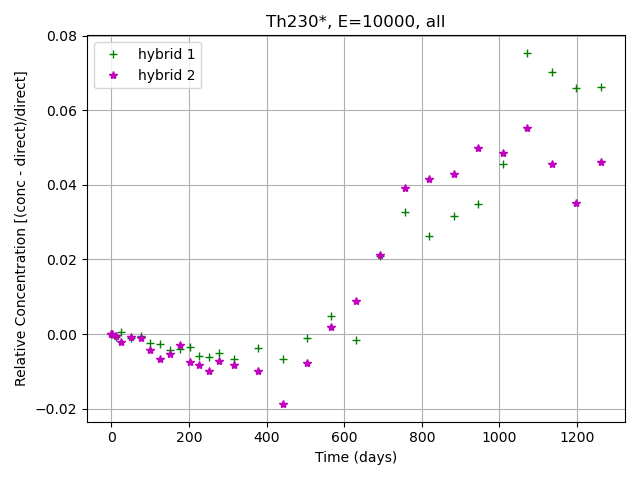 Th230*, E=10000, all
hybrid 1
hybrid 2
Relative Concentration [(conc - direct)/direct]
0.08
0.06
0.04
0.02
0.00
−0.02
0
200
400
600
800
1000
1200
Time (days)